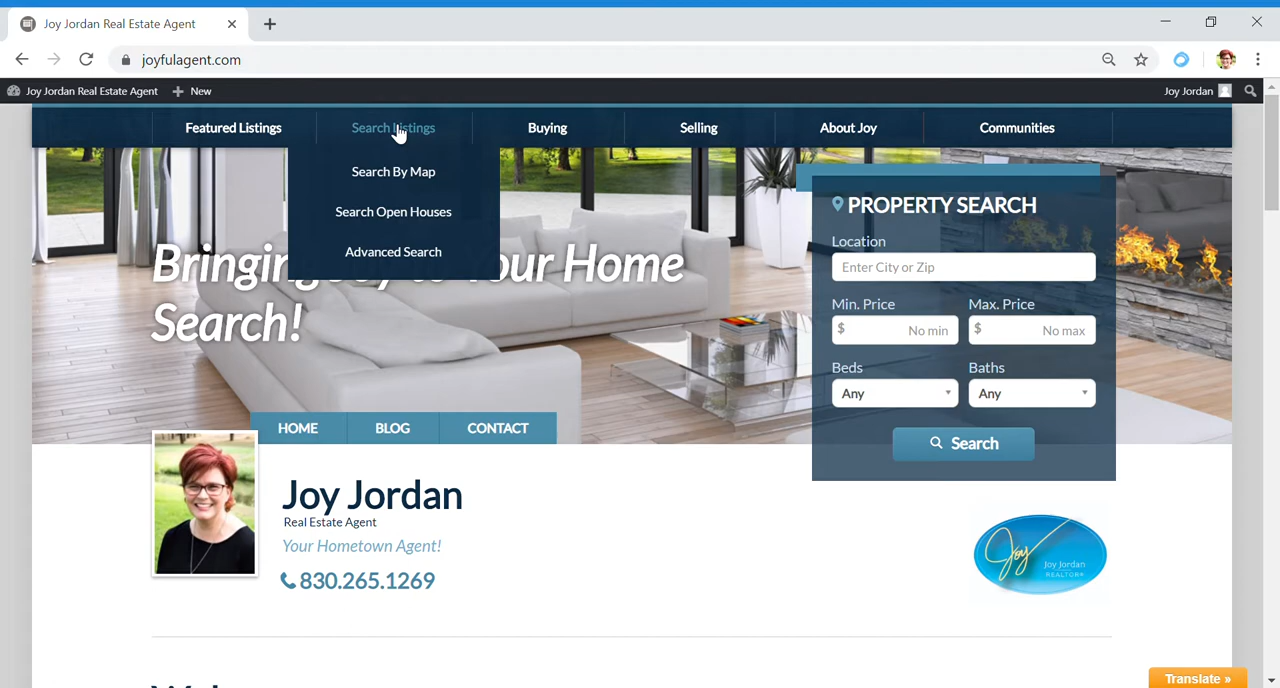 Joy Jordan Real Estate Agent
joyfulagent.com
Joy Jordan Real Estate Agent
New
Joy Jordan
Featured Listings
Search Listings
Buying
Selling
About Joy
Communities
Search By Map
Search Open Houses
Advanced Search
Your Home
Search!
PROPERTY SEARCH
Location
Enter City or Zip
Min. Price
Max. Price
$ No min
$ No max
Beds
Baths
Any
Any
Search
HOME
BLOG
CONTACT
Joy Jordan
Real Estate Agent
Your Hometown Agent!
830.265.1269
Joy
Joy Jordan
REALTOR®
Translate »